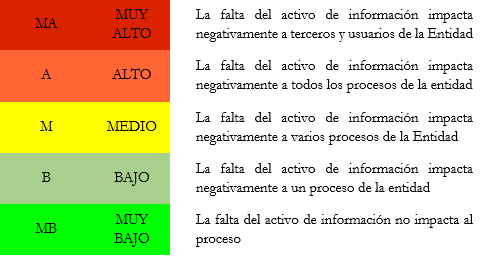 MA
MUY
ALTO
La falta del activo de información impacta
negativamente a terceros y usuarios de la Entidad
A
ALTO
La falta del activo de información impacta
negativamente a todos los procesos de la entidad
M
MEDIO
La falta del activo de información impacta
negativamente a varios procesos de la Entidad
B
BAJO
La falta del activo de información impacta
negativamente a un proceso de la entidad
MB
MUY
BAJO
La falta del activo de información no impacta al
proceso